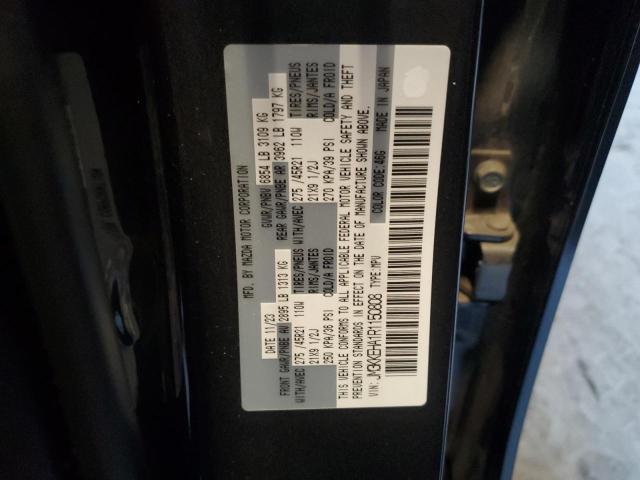 MFD. BY MAZDA MOTOR CORPORATION
DATE 11/23 GVWR/PNBV 6854 LB 3109 KG
FRONT GAWR/PNBE AV 2895 LB 1313 KG REAR GAWR/PNBE AR 3962 LB 1797 KG
WITH/AVEC 275 /45R21 110W TIRES/PNEUS WITH/AVEC 275 /45R21 110W TIRES/PNEUS
21X9 1/2J RIMS/JANTES 21X9 1/2J RIMS/JANTES
250 KPA/36 PSI COLD/A FROID 270 KPA/39 PSI COLD/A FROID
THIS VEHICLE CONFORMS TO ALL APPLICABLE FEDERAL MOTOR VEHICLE SAFETY AND THEFT
PREVENTION STANDARDS IN EFFECT ON THE DATE OF MANUFACTURE SHOWN ABOVE.
VIN: JM3KKEHA1R1150808 TYPE:MPV COLOR CODE:46G MADE IN JAPAN